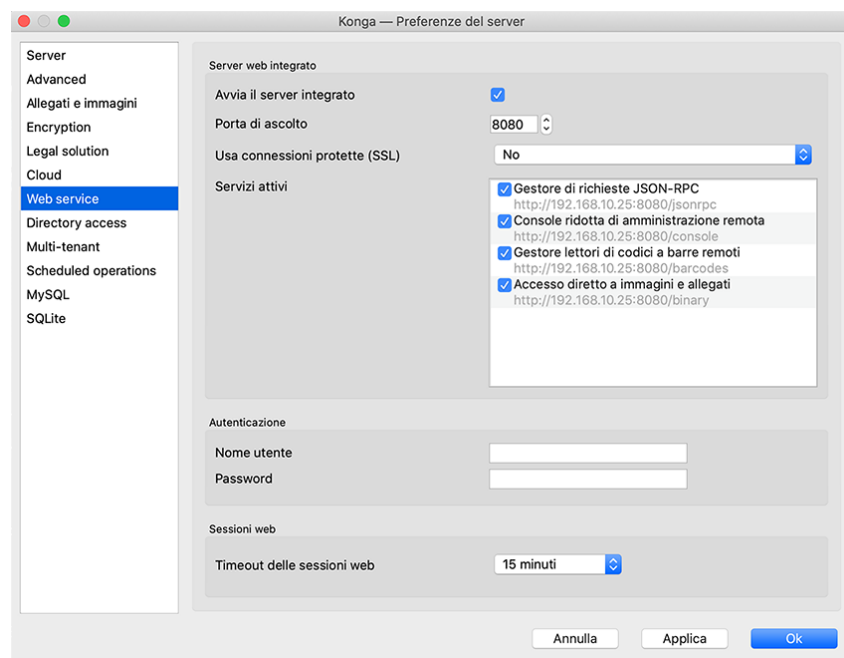 Konga — Preferenze del server
Server
Advanced
Allegati e immagini
Encryption
Legal solution
Cloud
Web service
Directory access
Multi-tenant
Scheduled operations
MySQL
SQLite
Server web integrato
Avvia il server integrato
Porta di ascolto
8080
Usa connessioni protette (SSL)
No
Servizi attivi
Gestore di richieste JSON-RPC
http://192.168.10.25:8080/jsonrpc
Console ridotta di amministrazione remota
http://192.168.10.25:8080/console
Gestore lettori di codici a barre remoti
http://192.168.10.25:8080/barcodes
Accesso diretto a immagini e allegati
http://192.168.10.25:8080/binary
Autenticazione
Nome utente
Password
Sessioni web
Timeout delle sessioni web
15 minuti
Annulla
Applica
Ok